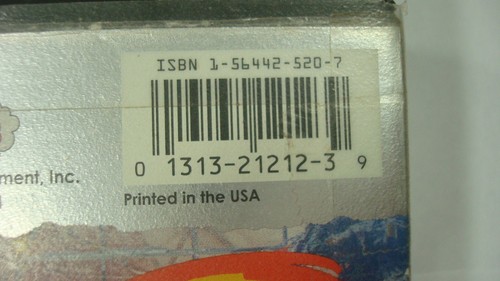 ISBN 1-56442-520-7
0 1313-21212-3 9
ment, Inc.
Printed in the USA